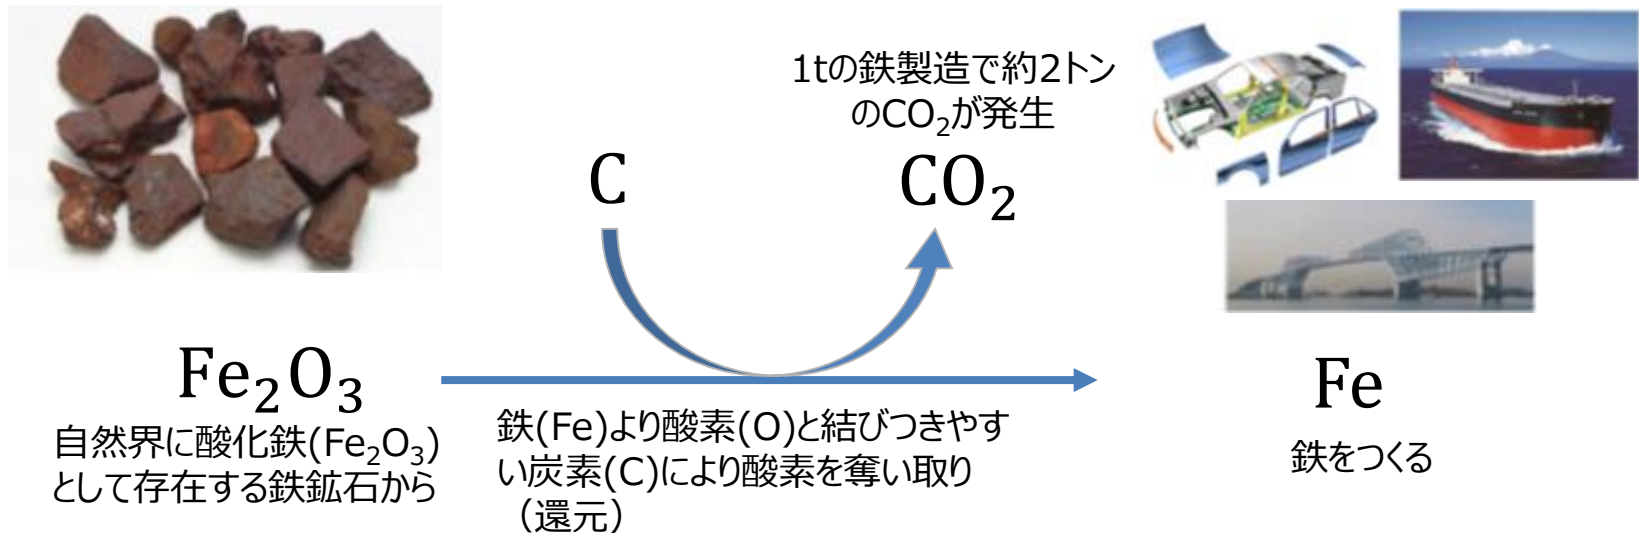 1tの鉄製造で約2トン
のCO₂が発生
C
CO₂
Fe₂O₃
自然界に酸化鉄(Fe₂O₃)
として存在する鉄鉱石から
鉄(Fe)より酸素(O)と結びつきやす
い炭素(C)により酸素を奪い取り
（還元）
Fe
鉄をつくる